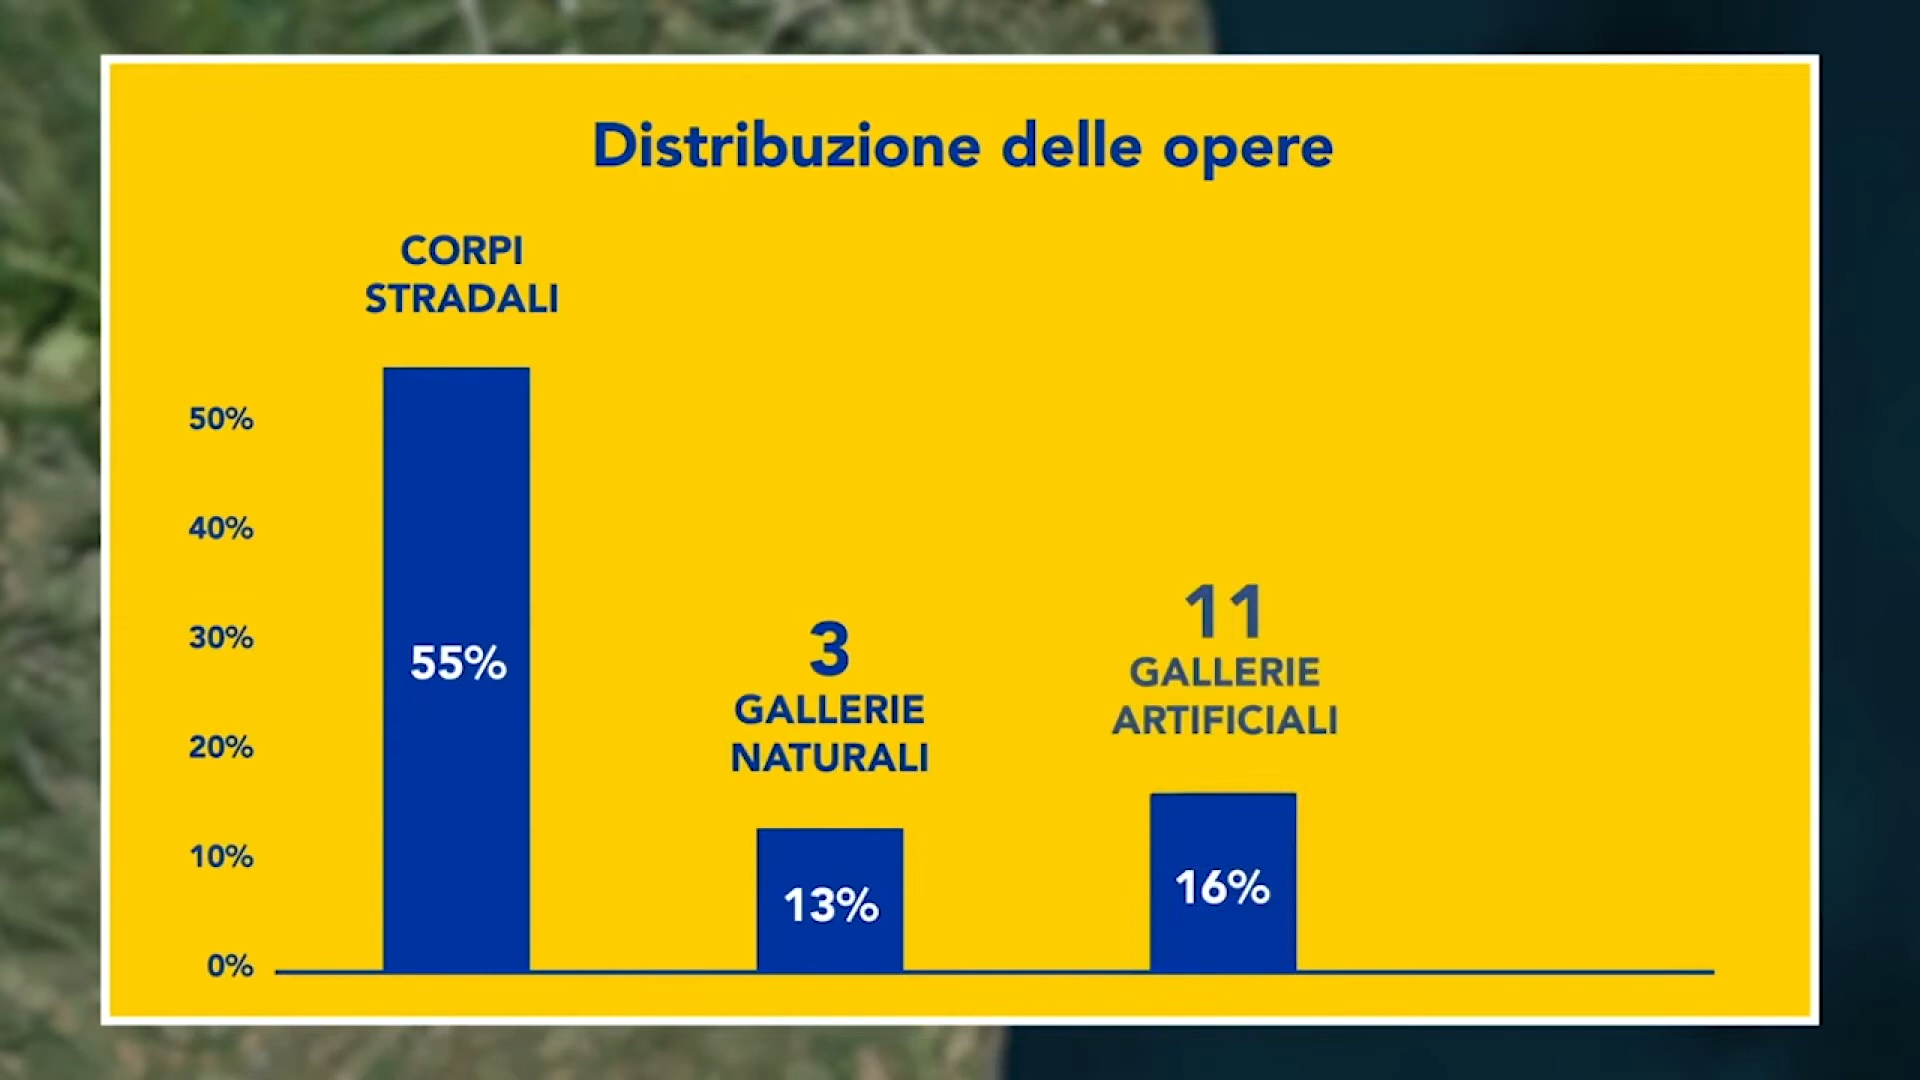 Distribuzione delle opere
CORPI
STRADALI
50%
40%
30%
20%
10%
0%
55%
3
GALLERIE
NATURALI
13%
11
GALLERIE
ARTIFICIALI
16%